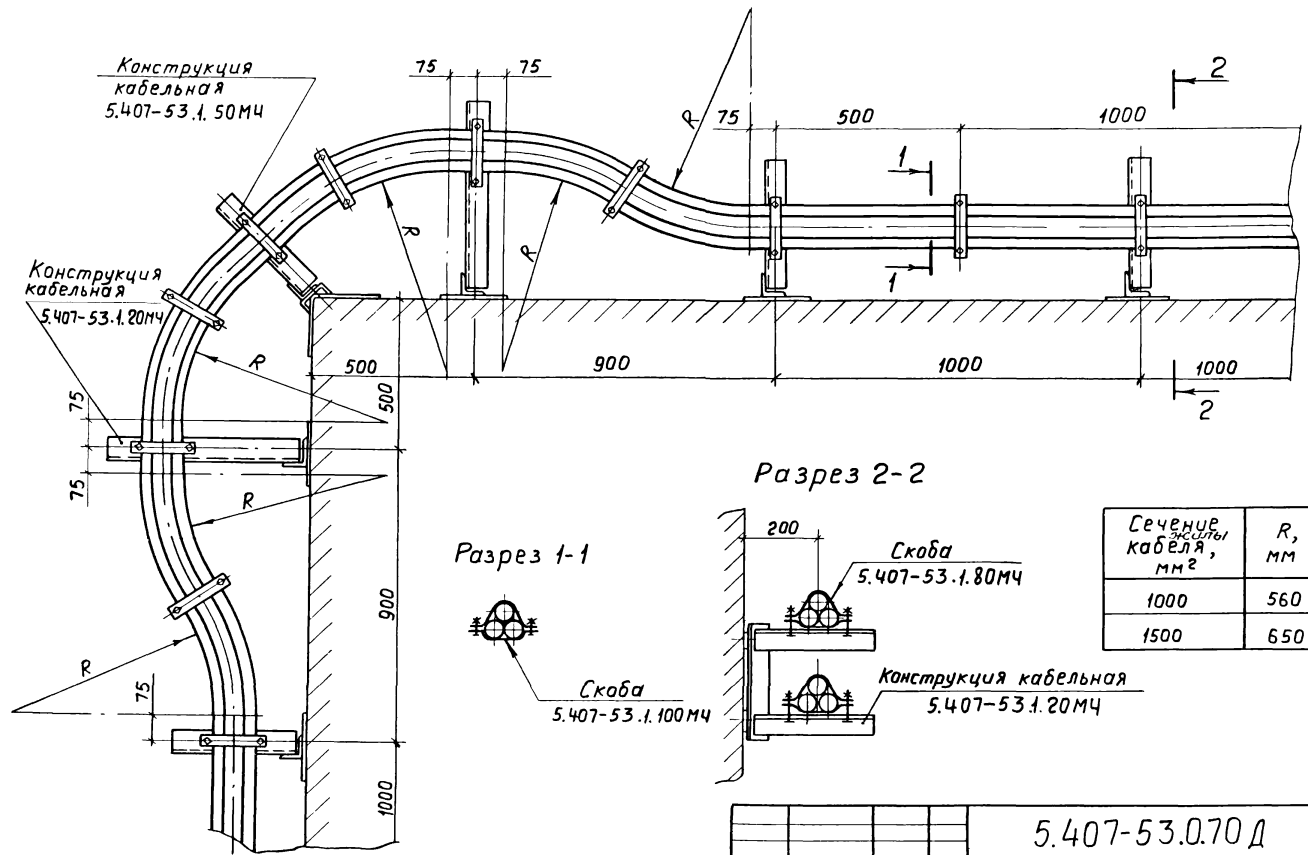 Конструкция
кабельная
5.407-53.1.50МЧ
75
75
R
75
500
1000
2
1
1
R
R
Конструкция
кабельная
5.407-53.1.20МЧ
R
500
900
1000
1000
2
75
500
75
R
900
R
75
1000
Разрез 1-1
Скоба
5.407-53.1.100МЧ
Разрез 2-2
200
Скоба
5.407-53.1.80МЧ
Конструкция кабельная
5.407-53.1.20МЧ
Сечение жилы кабеля, мм² R, мм
1000 560
1500 650
5.407-53.0.70Д